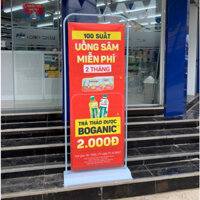 100 SUẤT
UỐNG SÂM
MIỄN PHÍ
2 THÁNG
TRÀ THẢO DƯỢC
BOGANIC
2.000Đ